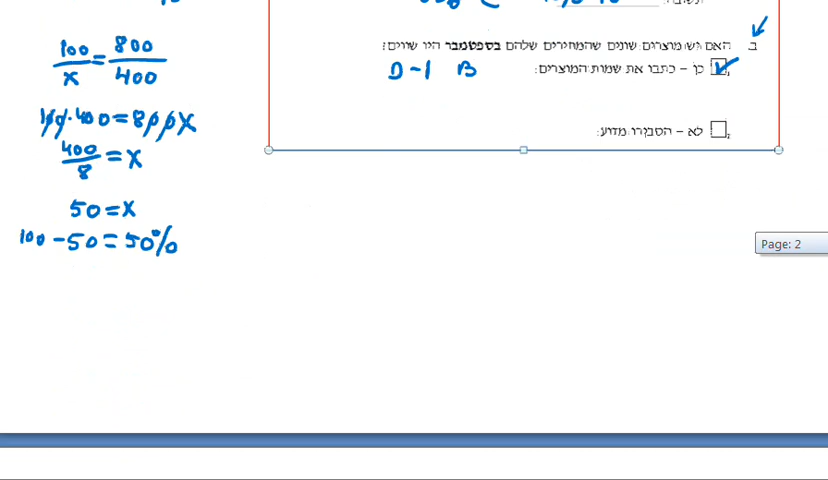 תשובה:
ב. האם יש מוצרים שונים שהמחירים שלהם בספטמבר היו שווים?
כן – כתבו את שמות המוצרים: B ו-D
לא – הסבירו מדוע:
100/x = 800/400
100·400=800x
400/8 = x
50=x
100-50=50%
Page: 2